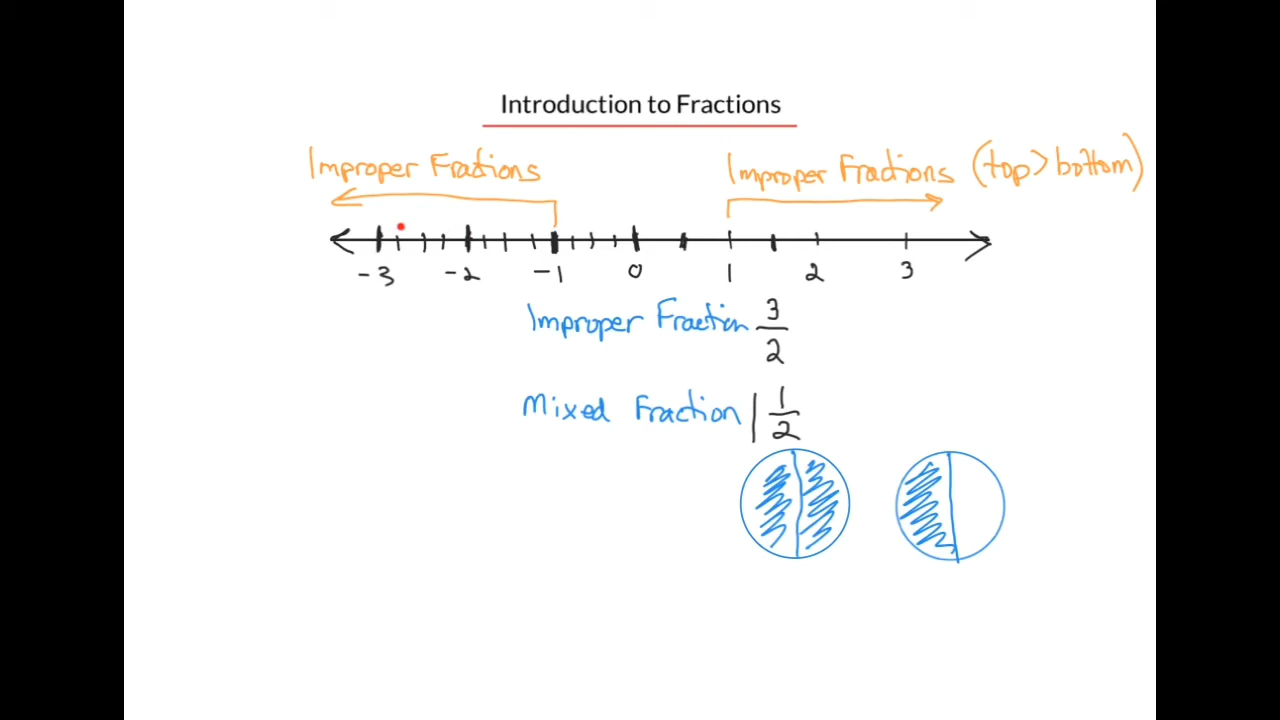 Introduction to Fractions
Improper Fractions
Improper Fractions (top > bottom)
-3 -2 -1 0 1 2 3
Improper Fraction 3/2
Mixed Fraction 1 1/2